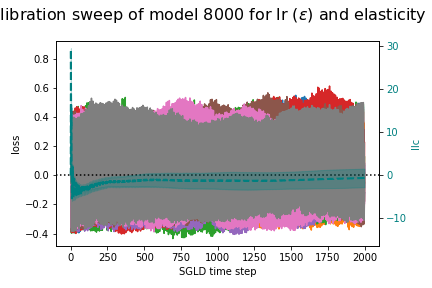 libration sweep of model 8000 for lr (ε) and elasticity
0.8
0.6
0.4
0.2
0.0
−0.2
−0.4
loss
30
20
10
0
−10
llc
0 250 500 750 1000 1250 1500 1750 2000
SGLD time step